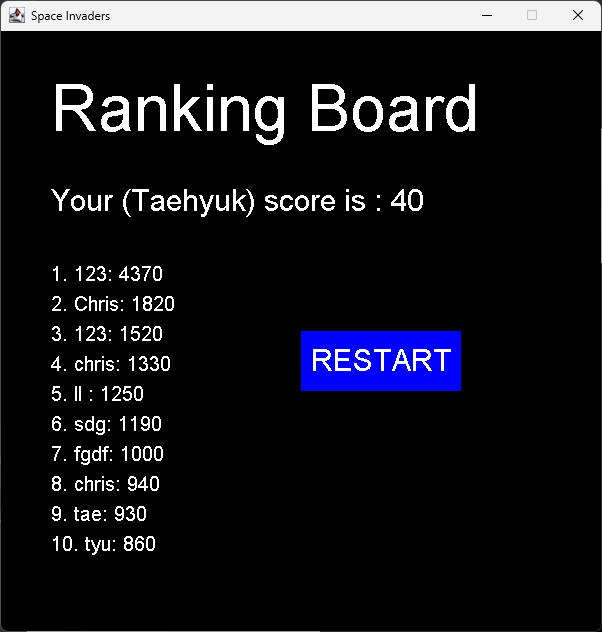 Space Invaders
Ranking Board
Your (Taehyuk) score is : 40
1. 123: 4370
2. Chris: 1820
3. 123: 1520
4. chris: 1330
5. ll : 1250
6. sdg: 1190
7. fgdf: 1000
8. chris: 940
9. tae: 930
10. tyu: 860
RESTART